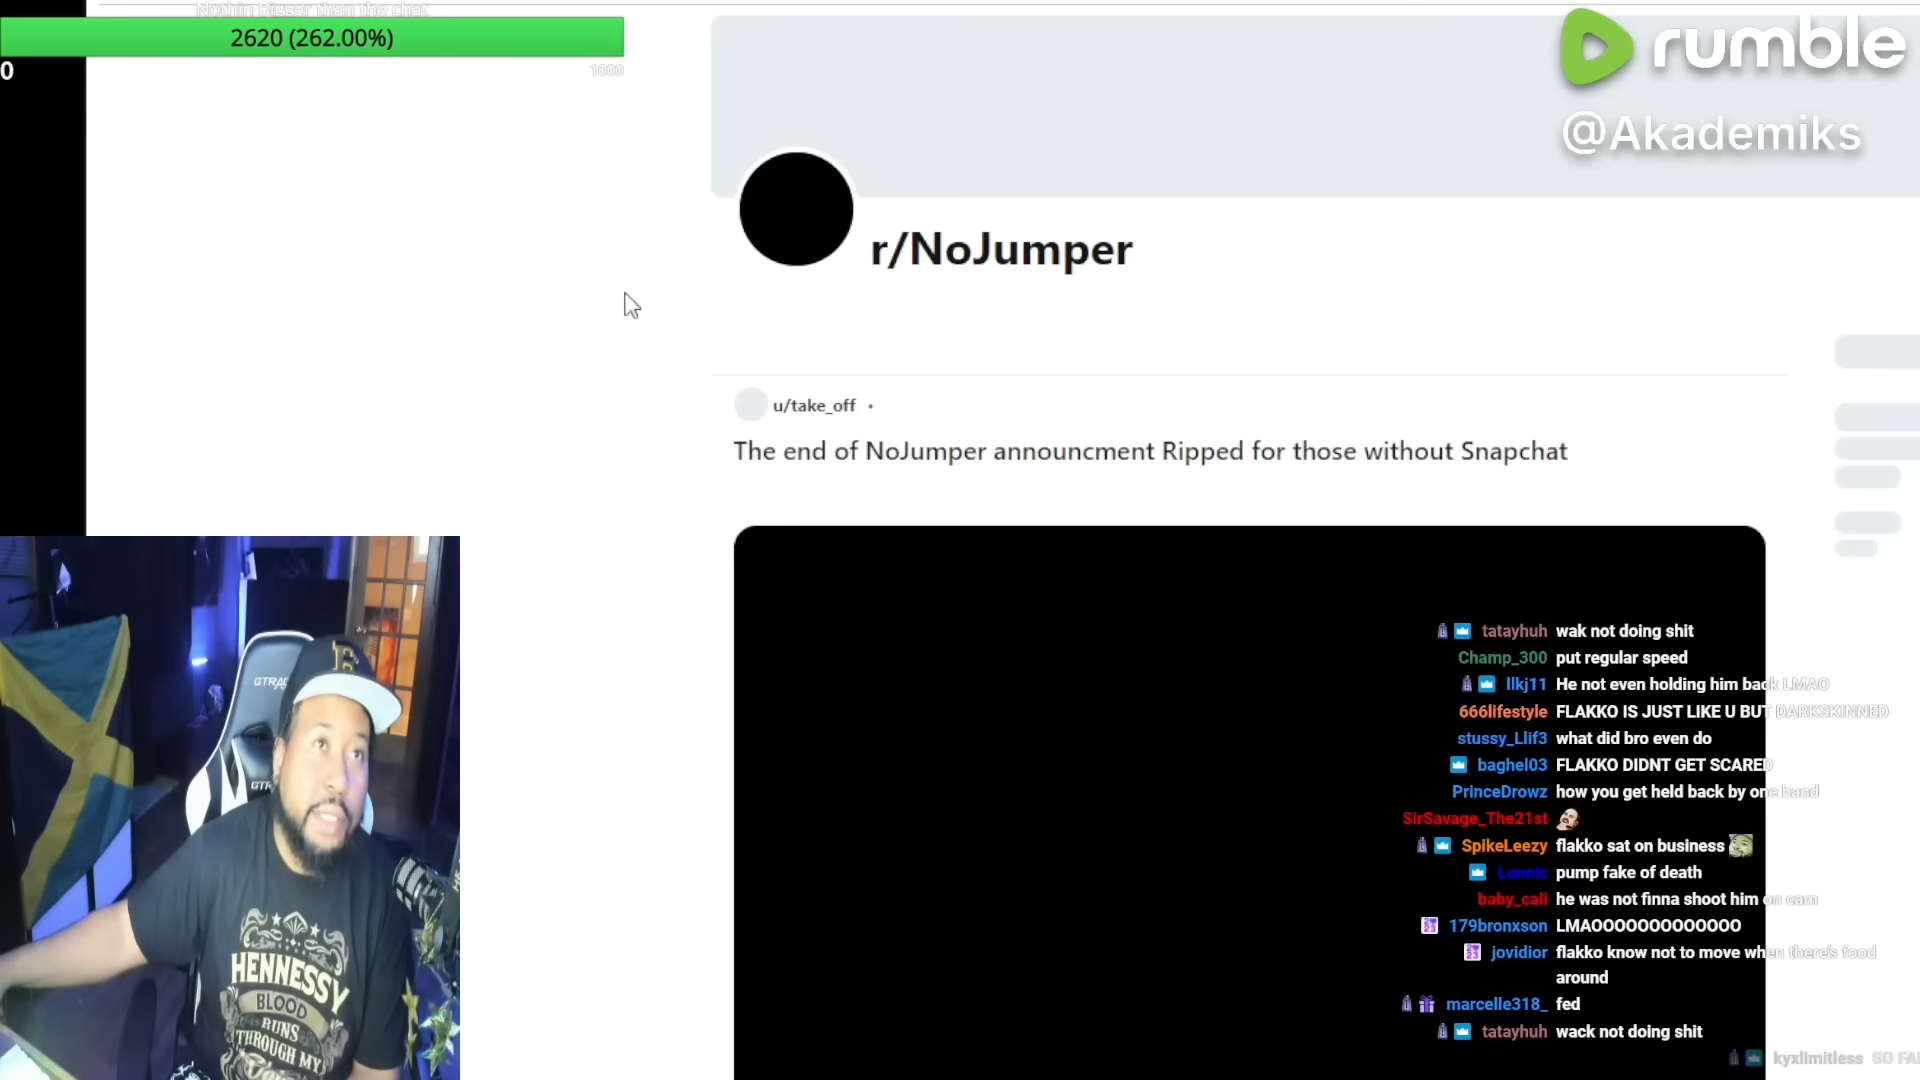 Nothin Bigger than the chat
2620 (262.00%)
0
1000
rumble
@Akademiks
r/NoJumper
u/take_off •
The end of NoJumper announcment Ripped for those without Snapchat
tatayhuh wak not doing shit
Champ_300 put regular speed
llkj11 He not even holding him back LMAO
666lifestyle FLAKKO IS JUST LIKE U BUT DARKSKINNED
stussy_Llif3 what did bro even do
baghel03 FLAKKO DIDNT GET SCARED
PrinceDrowz how you get held back by one hand
SirSavage_The21st
SpikeLeezy flakko sat on business
Lonnic pump fake of death
baby_cali he was not finna shoot him on cam
179bronxson LMAOOOOOOOOOOOOO
jovidior flakko know not to move when there's food
around
marcelle318_ fed
tatayhuh wack not doing shit
kyxlimitless SO
GTRAC
HENNESSY
BLOOD
RUNS
THROUGH MY